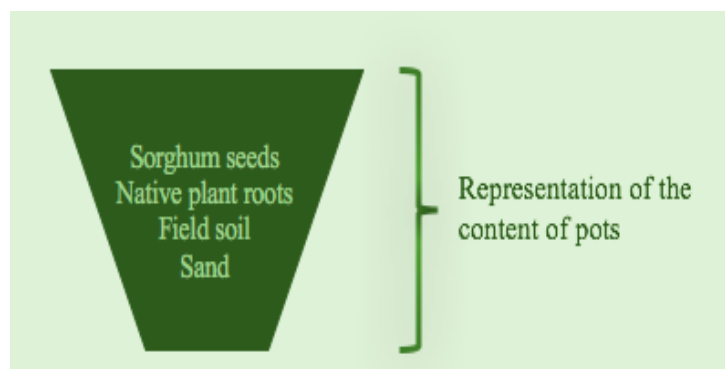 Sorghum seeds
Native plant roots
Field soil
Sand
Representation of the
content of pots